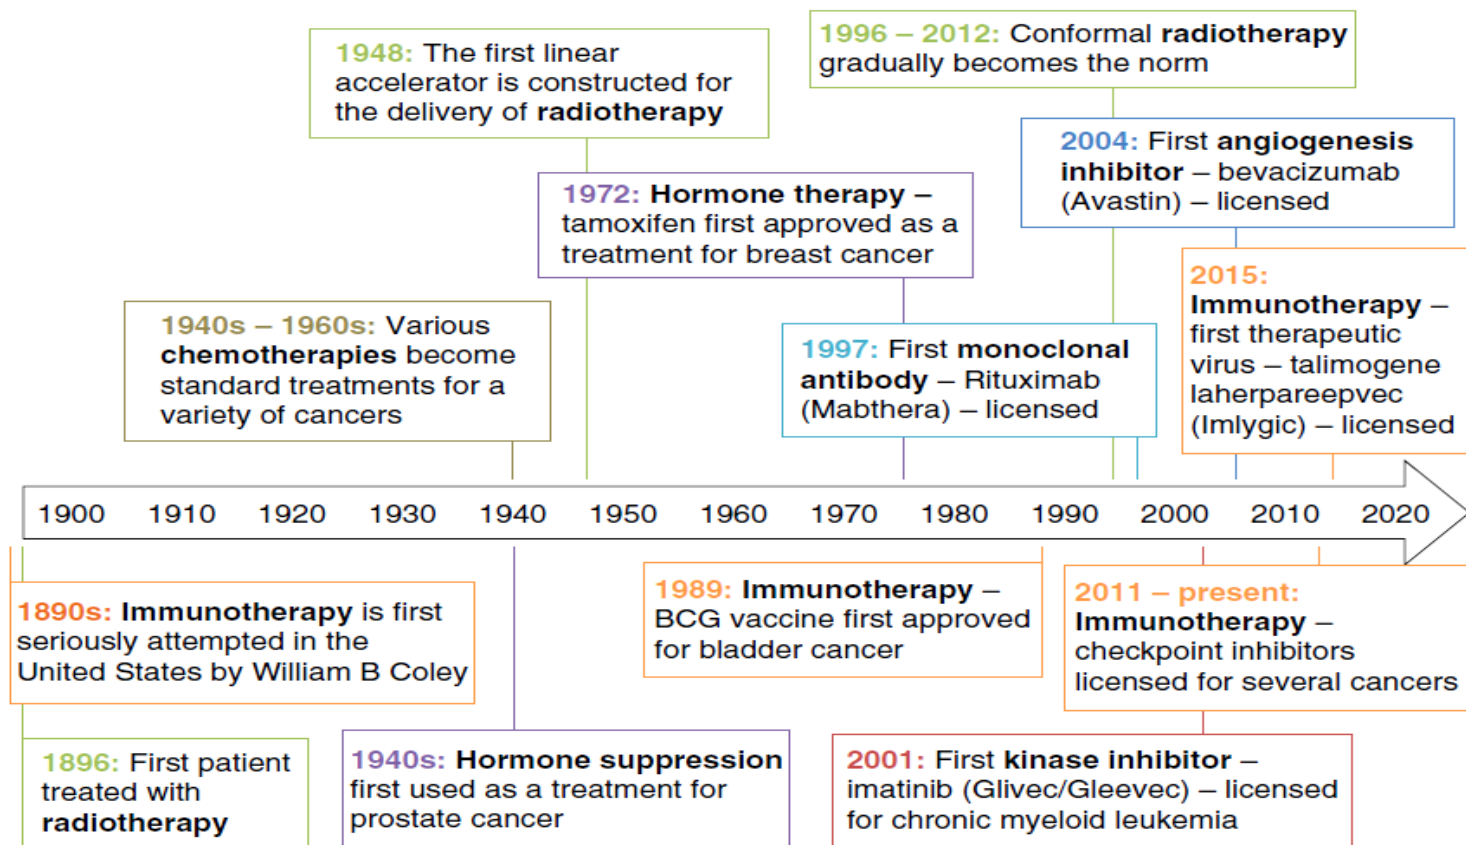 1948: The first linear
accelerator is constructed for
the delivery of radiotherapy
1996 – 2012: Conformal radiotherapy
gradually becomes the norm
2004: First angiogenesis
inhibitor – bevacizumab
(Avastin) – licensed
1972: Hormone therapy –
tamoxifen first approved as a
treatment for breast cancer
2015:
Immunotherapy –
first therapeutic
virus – talimogene
laherpareepvec
(Imlygic) – licensed
1940s – 1960s: Various
chemotherapies become
standard treatments for a
variety of cancers
1997: First monoclonal
antibody – Rituximab
(Mabthera) – licensed
1900 1910 1920 1930 1940 1950 1960 1970 1980 1990 2000 2010 2020
1890s: Immunotherapy is first
seriously attempted in the
United States by William B Coley
1989: Immunotherapy –
BCG vaccine first approved
for bladder cancer
2011 – present:
Immunotherapy –
checkpoint inhibitors
licensed for several cancers
1896: First patient
treated with
radiotherapy
1940s: Hormone suppression
first used as a treatment for
prostate cancer
2001: First kinase inhibitor –
imatinib (Glivec/Gleevec) – licensed
for chronic myeloid leukemia